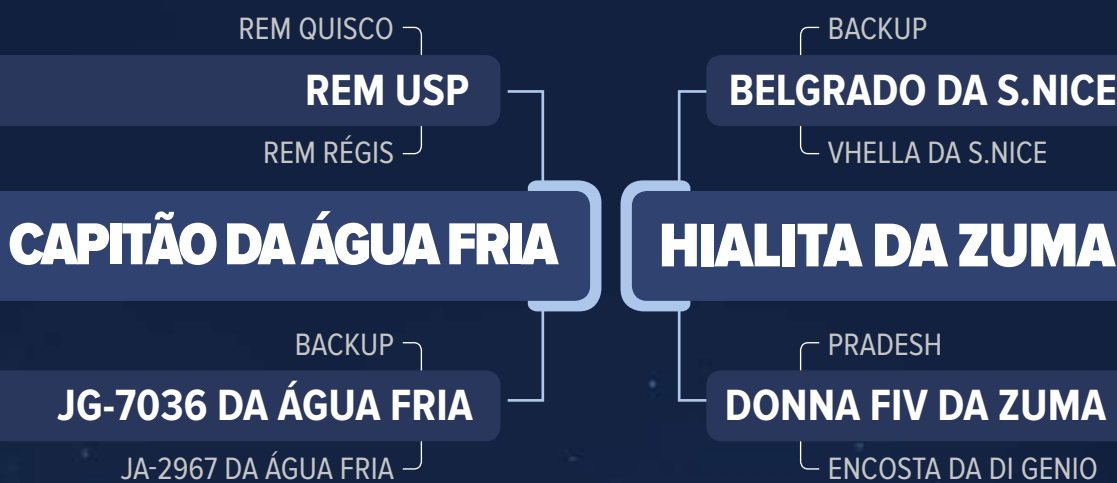 REM QUISCO
REM USP
REM RÉGIS
CAPITÃO DA ÁGUA FRIA
BACKUP
JG-7036 DA ÁGUA FRIA
JA-2967 DA ÁGUA FRIA
BACKUP
BELGRADO DA S.NICE
VHELLA DA S.NICE
HIALITA DA ZUMA
PRADESH
DONNA FIV DA ZUMA
ENCOSTA DA DI GENIO